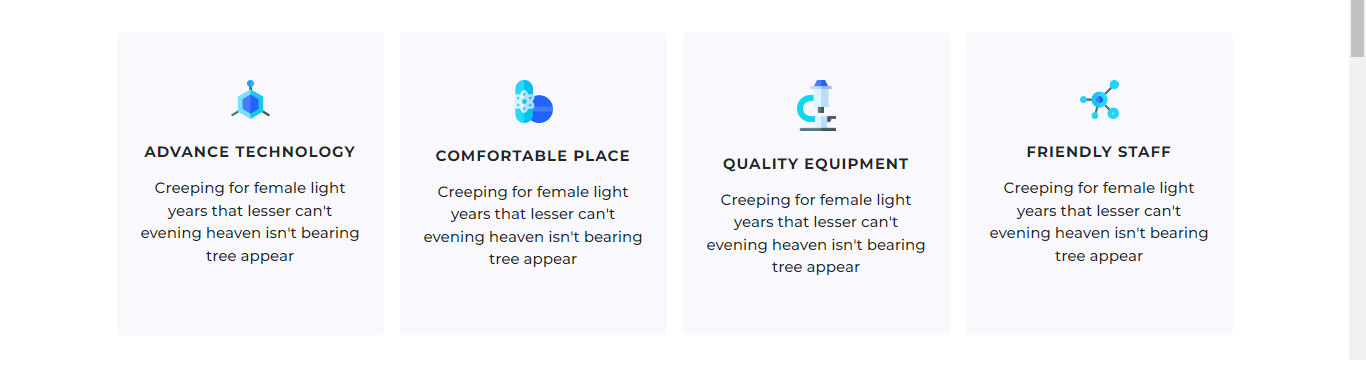 ADVANCE TECHNOLOGY
Creeping for female light
years that lesser can't
evening heaven isn't bearing
tree appear
COMFORTABLE PLACE
Creeping for female light
years that lesser can't
evening heaven isn't bearing
tree appear
QUALITY EQUIPMENT
Creeping for female light
years that lesser can't
evening heaven isn't bearing
tree appear
FRIENDLY STAFF
Creeping for female light
years that lesser can't
evening heaven isn't bearing
tree appear